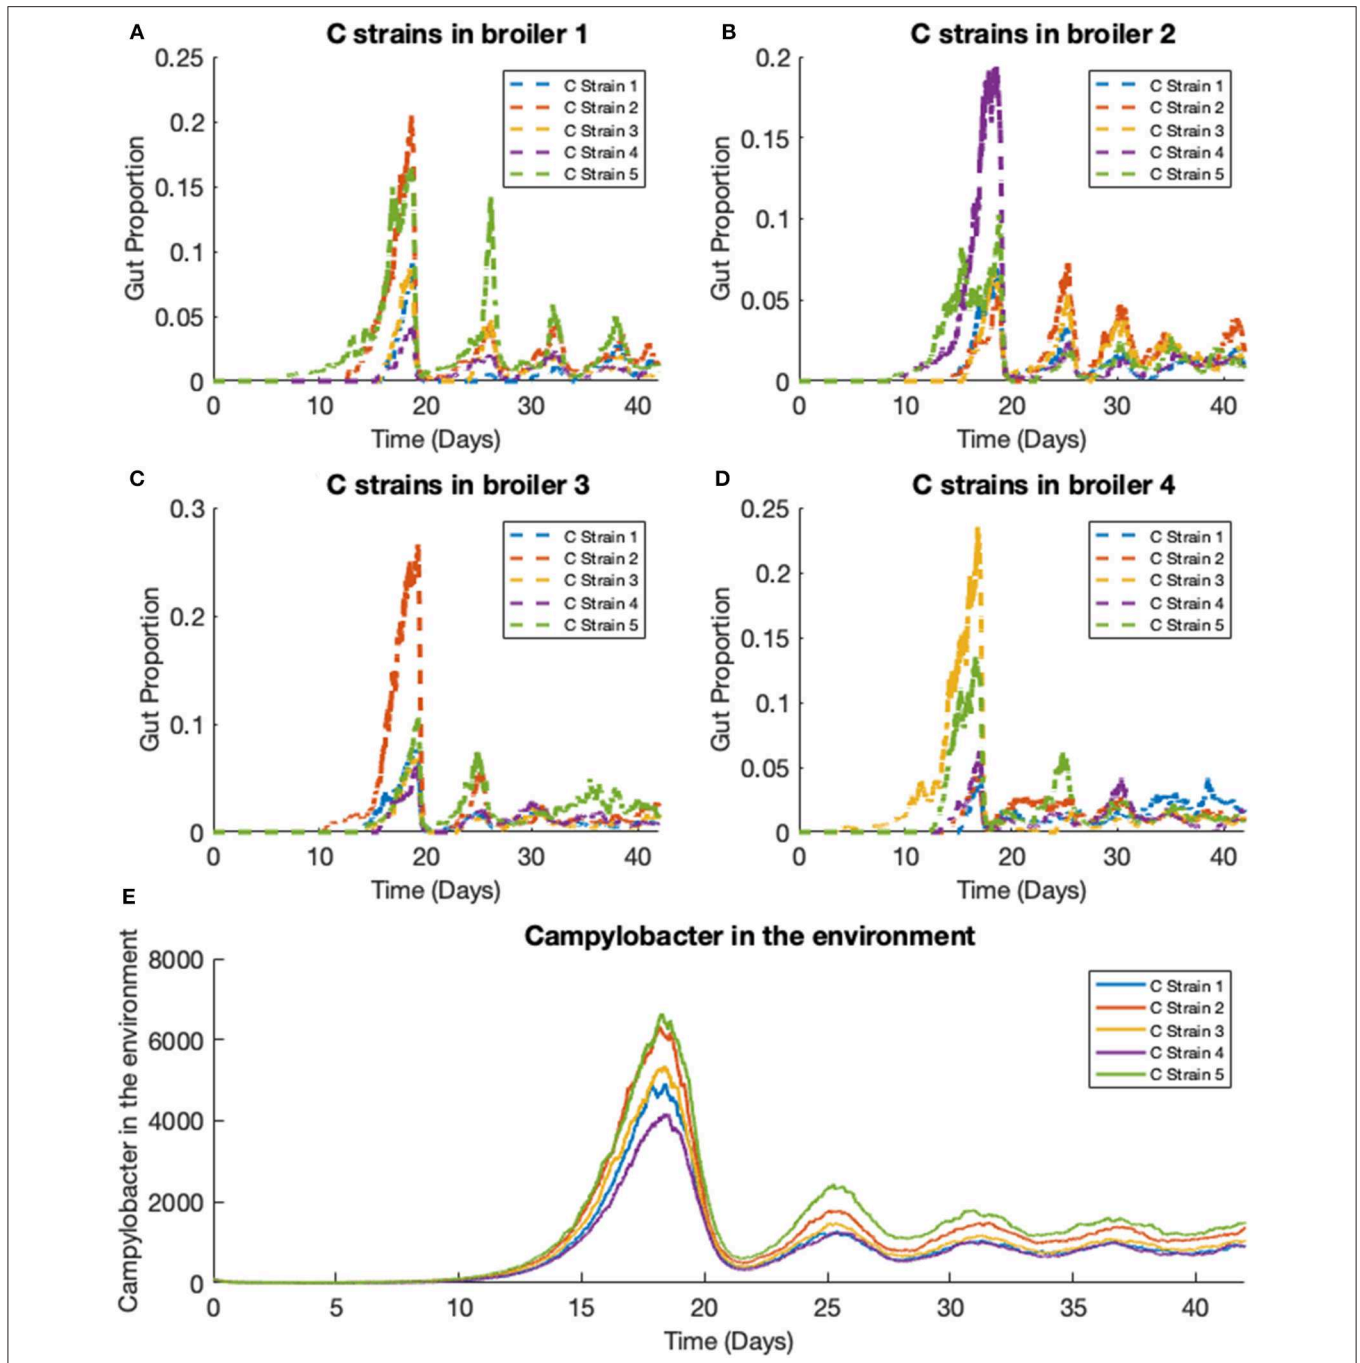 A
C strains in broiler 1
0.25
0.2
0.15
0.1
0.05
0
Gut Proportion
C Strain 1
C Strain 2
C Strain 3
C Strain 4
C Strain 5
0 10 20 30 40
Time (Days)
B
C strains in broiler 2
0.2
0.15
0.1
0.05
0
Gut Proportion
C Strain 1
C Strain 2
C Strain 3
C Strain 4
C Strain 5
0 10 20 30 40
Time (Days)
C
C strains in broiler 3
0.3
0.2
0.1
0
Gut Proportion
C Strain 1
C Strain 2
C Strain 3
C Strain 4
C Strain 5
0 10 20 30 40
Time (Days)
D
C strains in broiler 4
0.25
0.2
0.15
0.1
0.05
0
Gut Proportion
C Strain 1
C Strain 2
C Strain 3
C Strain 4
C Strain 5
0 10 20 30 40
Time (Days)
E
Campylobacter in the environment
8000
6000
4000
2000
0
Campylobacter in the environment
C Strain 1
C Strain 2
C Strain 3
C Strain 4
C Strain 5
0 5 10 15 20 25 30 35 40
Time (Days)